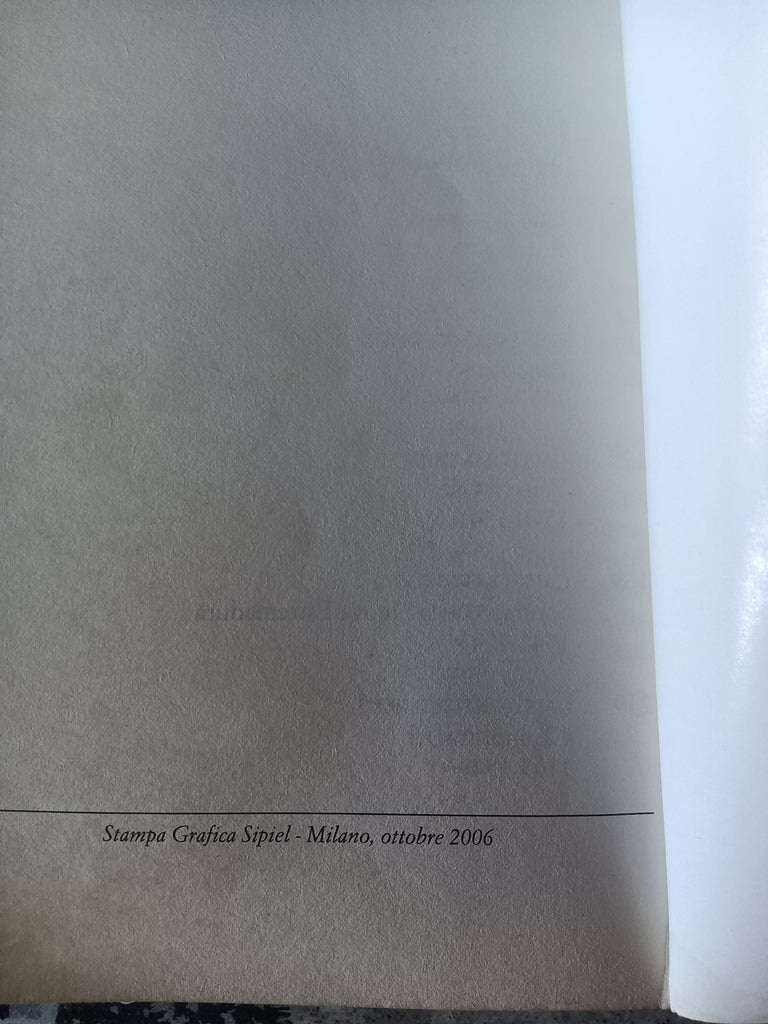 Stampa Grafica Sipiel - Milano, ottobre 2006